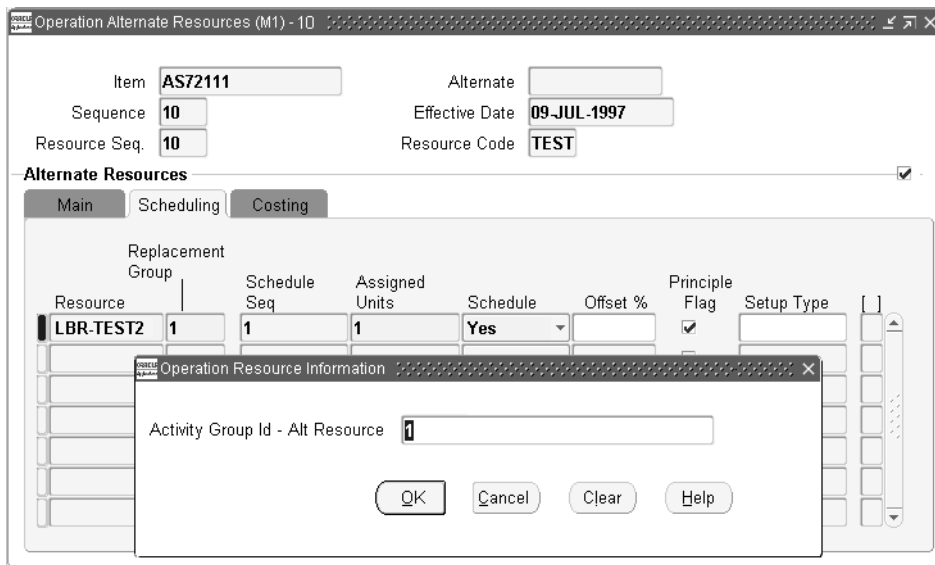 ORACLE Operation Alternate Resources (M1) - 10
Item AS72111 Alternate
Sequence 10 Effective Date 09-JUL-1997
Resource Seq. 10 Resource Code TEST
Alternate Resources
Main Scheduling Costing
Replacement
Group Schedule Assigned Principle
Resource Seq Units Schedule Offset % Flag Setup Type [ ]
LBR-TEST2 1 1 1 Yes
ORACLE Operation Resource Information
Activity Group Id - Alt Resource 1
OK Cancel Clear Help